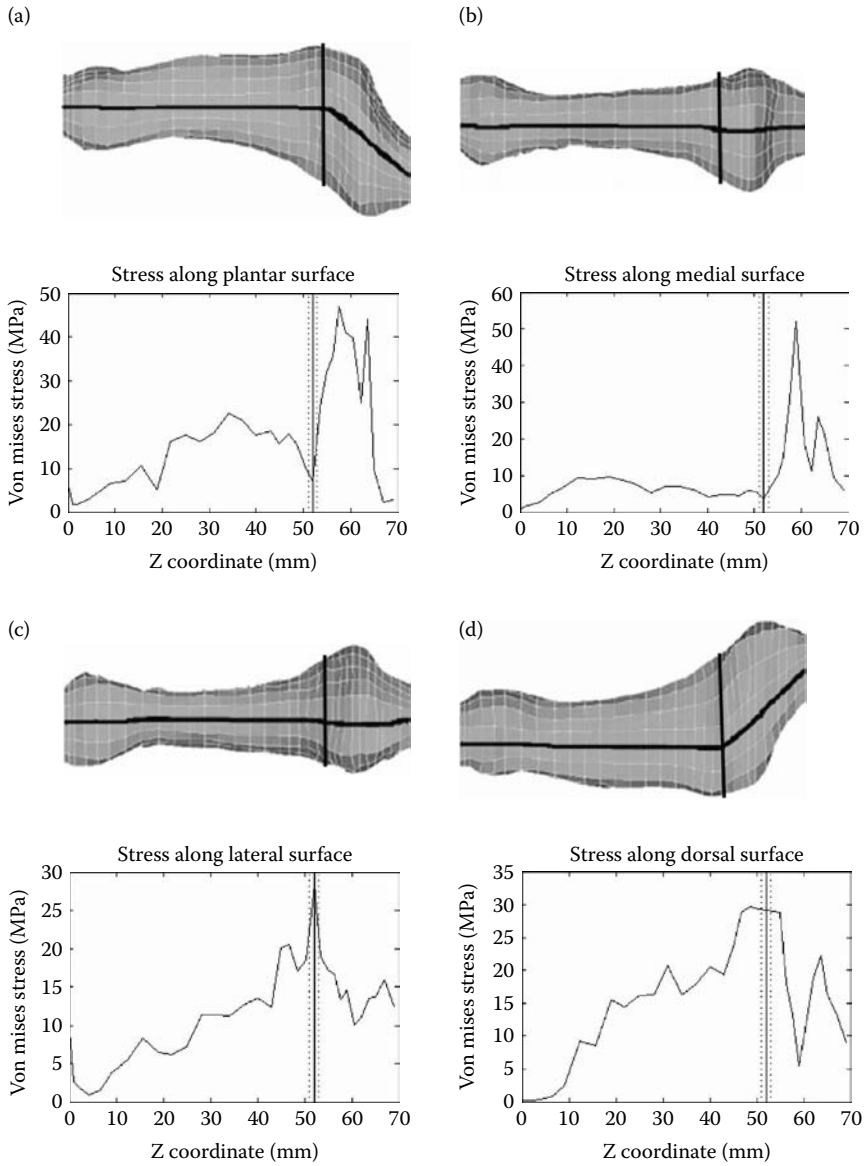 (a)
(b)
Stress along plantar surface
50
40
30
20
10
0
Von mises stress (MPa)
0 10 20 30 40 50 60 70
Z coordinate (mm)
Stress along medial surface
60
50
40
30
20
10
0
Von mises stress (MPa)
0 10 20 30 40 50 60 70
Z coordinate (mm)
(c)
(d)
Stress along lateral surface
30
25
20
15
10
5
0
Von mises stress (MPa)
0 10 20 30 40 50 60 70
Z coordinate (mm)
Stress along dorsal surface
35
30
25
20
15
10
5
0
Von mises stress (MPa)
0 10 20 30 40 50 60 70
Z coordinate (mm)